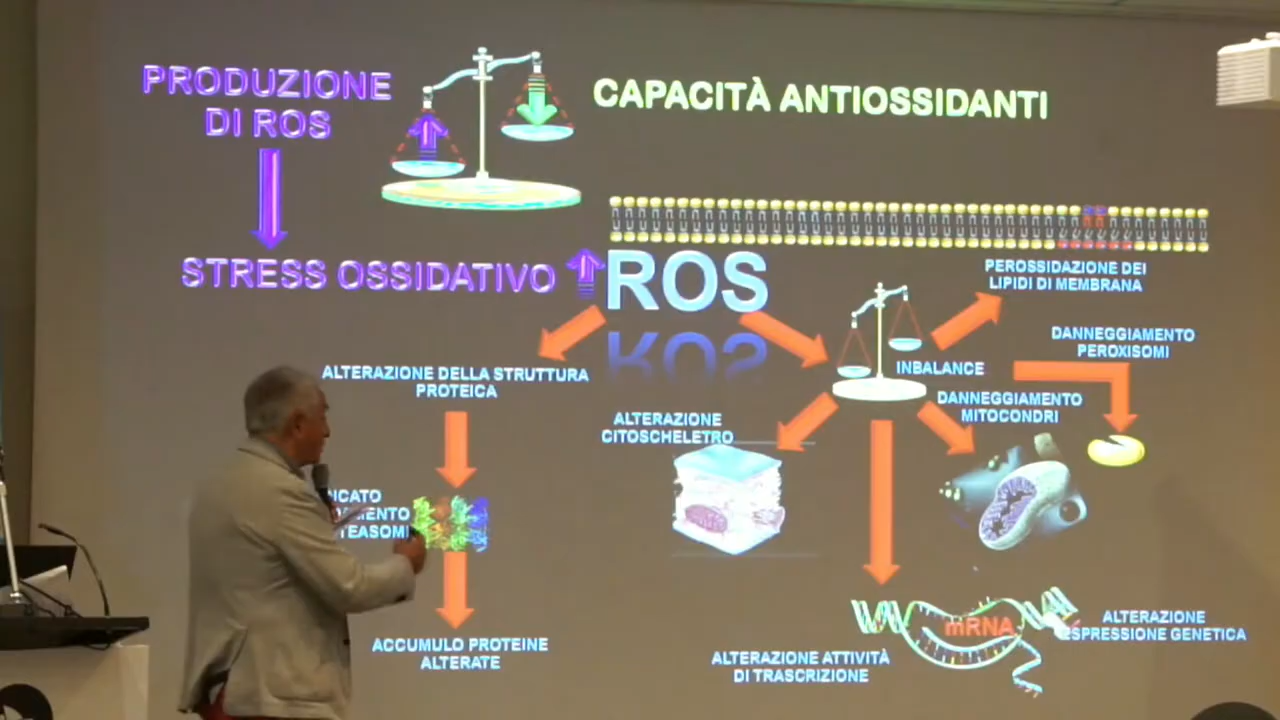 PRODUZIONE
DI ROS
CAPACITÀ ANTIOSSIDANTI
STRESS OSSIDATIVO
ROS
PEROSSIDAZIONE DEI
LIPIDI DI MEMBRANA
DANNEGGIAMENTO
PEROXISOMI
INBALANCE
ALTERAZIONE DELLA STRUTTURA
PROTEICA
DANNEGGIAMENTO
MITOCONDRI
ALTERAZIONE
CITOSCHELETRO
mRNA
ALTERAZIONE
ESPRESSIONE GENETICA
ACCUMULO PROTEINE
ALTERATE
ALTERAZIONE ATTIVITÀ
DI TRASCRIZIONE